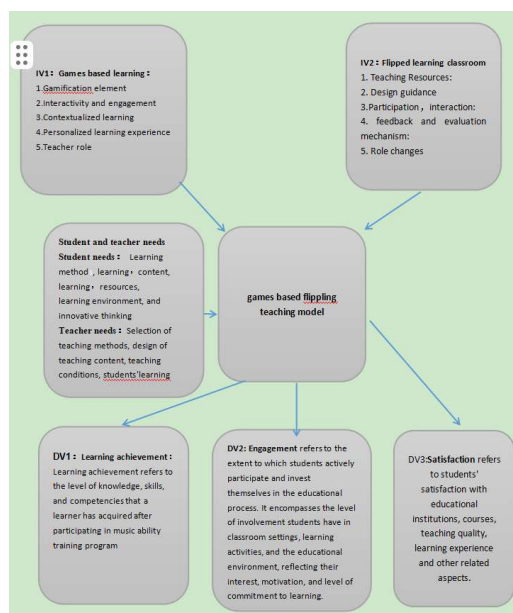 IV1：Games based learning：
1.Gamification element
2.Interactivity and engagement
3.Contextualized learning
4.Personalized learning experience
5.Teacher role
IV2：Flipped learning classroom
1. Teaching Resources:
2. Design guidance
3.Participation，interaction:
4. feedback and evaluation
mechanism:
5. Role changes
Student and teacher needs
Student needs： Learning
method，learning，content,
learning，resources,
learning environment, and
innovative thinking
Teacher needs：Selection of
teaching methods, design of
teaching content, teaching
conditions, students'learning
games based flippling
teaching model
DV1：Learning achievement：
Learning achievement refers to
the level of knowledge, skills,
and competencies that a
learner has acquired after
participating in music ability
training program
DV2: Engagement refers to the
extent to which students actively
participate and invest
themselves in the educational
process. It encompasses the level
of involvement students have in
classroom settings, learning
activities, and the educational
environment, reflecting their
interest, motivation, and level of
commitment to learning.
DV3:Satisfaction refers
to students'
satisfaction with
educational
institutions, courses,
teaching quality,
learning experience
and other related
aspects.